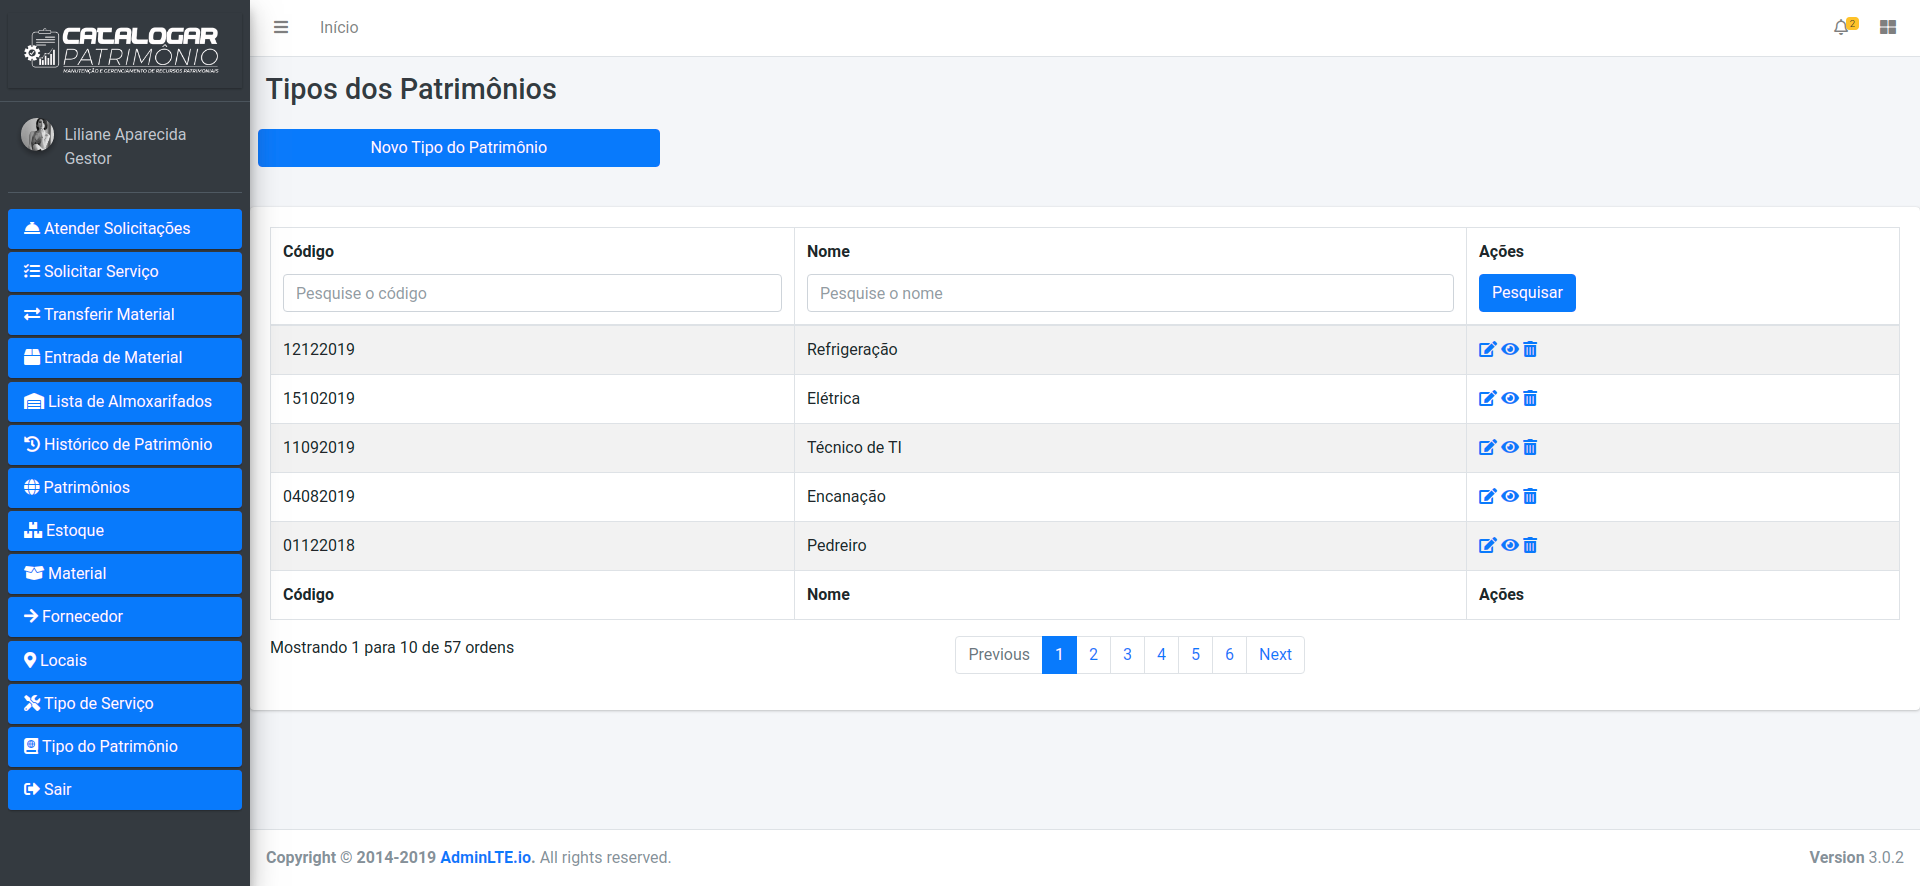 CATALOGAR
PATRIMÔNIO
MANUTENÇÃO E GERENCIAMENTO DE RECURSOS PATRIMONIAIS
Início
2
Liliane Aparecida
Gestor
Atender Solicitações
Solicitar Serviço
Transferir Material
Entrada de Material
Lista de Almoxarifados
Histórico de Patrimônio
Patrimônios
Estoque
Material
Fornecedor
Locais
Tipo de Serviço
Tipo do Patrimônio
Sair
Tipos dos Patrimônios
Novo Tipo do Patrimônio
Código Nome Ações
Pesquise o código Pesquise o nome Pesquisar
12122019 Refrigeração
15102019 Elétrica
11092019 Técnico de TI
04082019 Encanação
01122018 Pedreiro
Código Nome Ações
Mostrando 1 para 10 de 57 ordens
Previous 1 2 3 4 5 6 Next
Copyright © 2014-2019 AdminLTE.io. All rights reserved.
Version 3.0.2